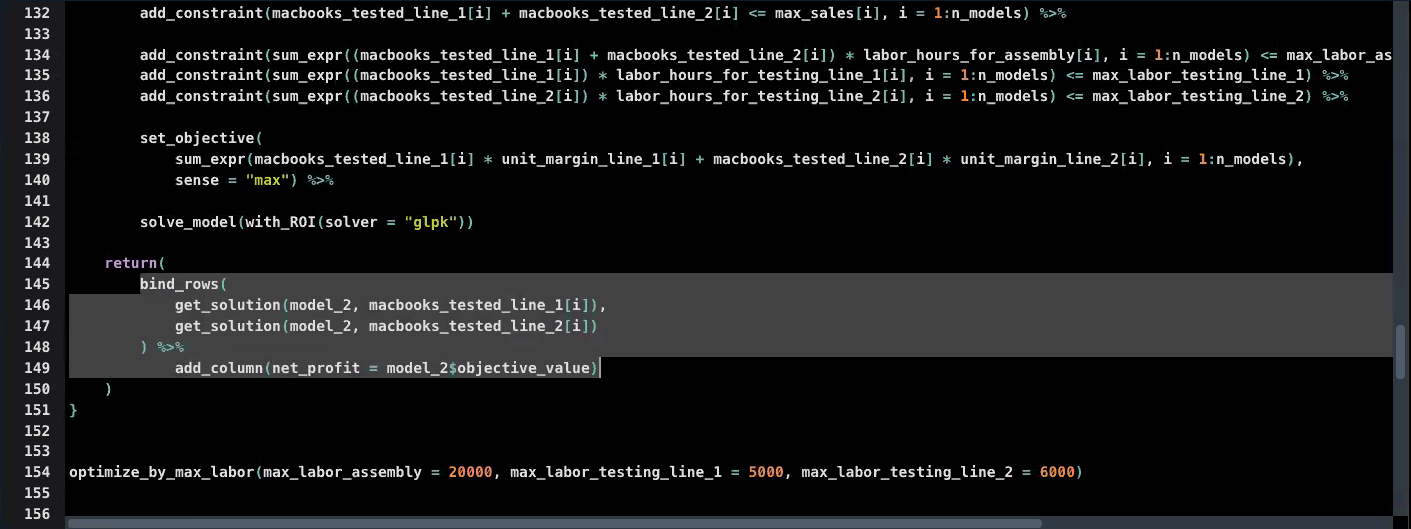 132 add_constraint(macbooks_tested_line_1[i] + macbooks_tested_line_2[i] <= max_sales[i], i = 1:n_models) %>%
133
134 add_constraint(sum_expr((macbooks_tested_line_1[i] + macbooks_tested_line_2[i]) * labor_hours_for_assembly[i], i = 1:n_models) <= max_labor_as
135 add_constraint(sum_expr((macbooks_tested_line_1[i]) * labor_hours_for_testing_line_1[i], i = 1:n_models) <= max_labor_testing_line_1) %>%
136 add_constraint(sum_expr((macbooks_tested_line_2[i]) * labor_hours_for_testing_line_2[i], i = 1:n_models) <= max_labor_testing_line_2) %>%
137
138 set_objective(
139 sum_expr(macbooks_tested_line_1[i] * unit_margin_line_1[i] + macbooks_tested_line_2[i] * unit_margin_line_2[i], i = 1:n_models),
140 sense = "max") %>%
141
142 solve_model(with_ROI(solver = "glpk"))
143
144 return(
145 bind_rows(
146 get_solution(model_2, macbooks_tested_line_1[i]),
147 get_solution(model_2, macbooks_tested_line_2[i])
148 ) %>%
149 add_column(net_profit = model_2$objective_value)
150 )
151 }
152
153
154 optimize_by_max_labor(max_labor_assembly = 20000, max_labor_testing_line_1 = 5000, max_labor_testing_line_2 = 6000)
155
156